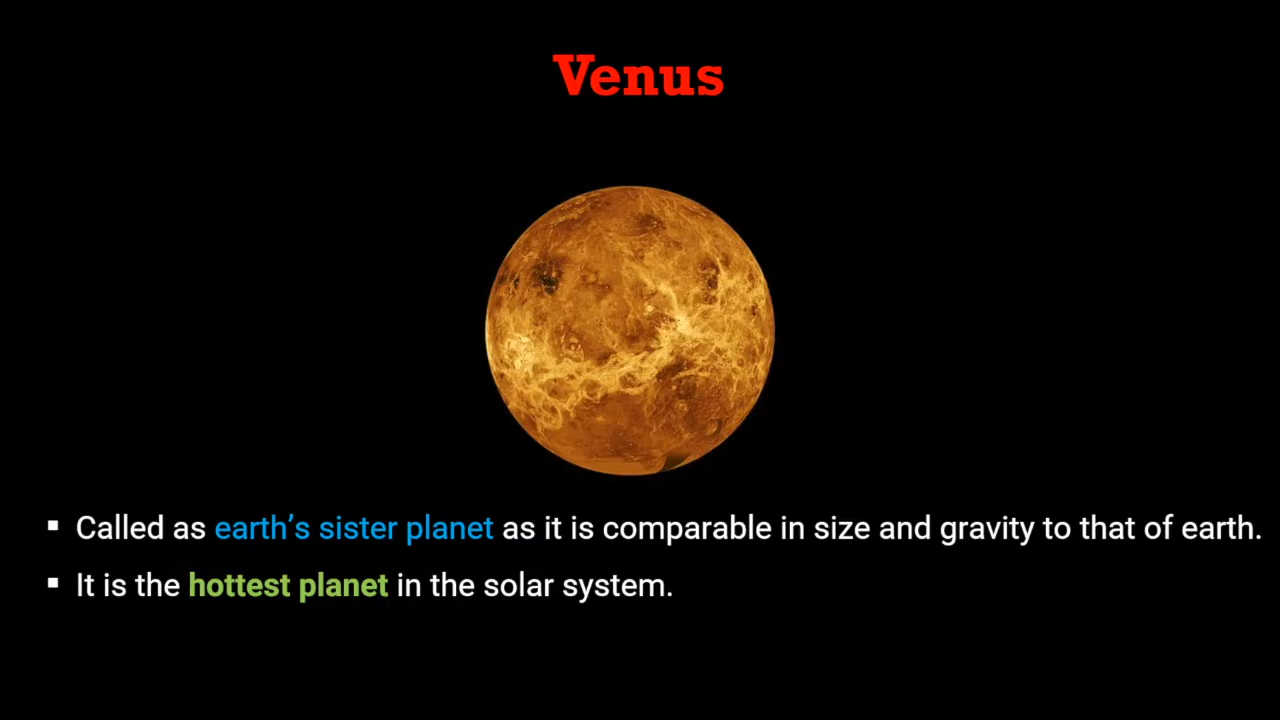 Venus
▪ Called as earth’s sister planet as it is comparable in size and gravity to that of earth.
▪ It is the hottest planet in the solar system.